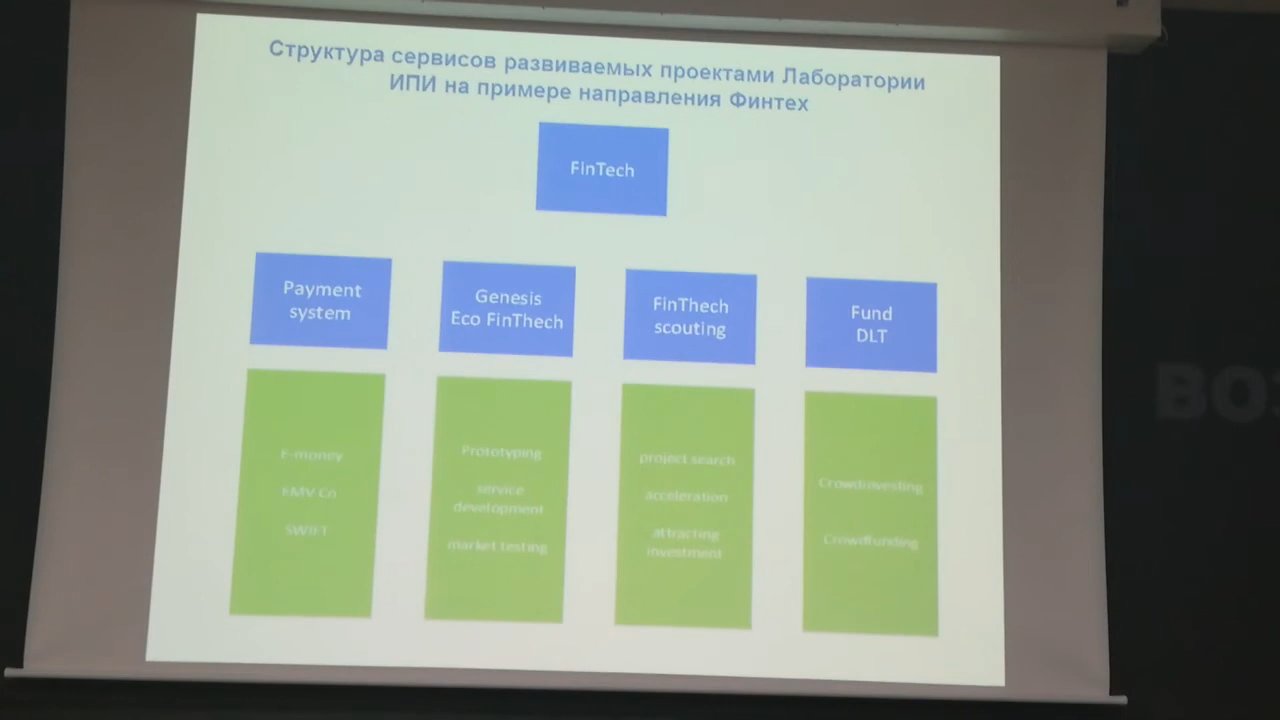 Структура сервисов развиваемых проектами Лаборатории
ИПИ на примере направления Финтех
FinTech
Payment
system
Genesis
Eco FinThech
FinThech
scouting
Fund
DLT
E-money
EMV Co
SWIFT
Prototyping
service
development
market testing
project search
acceleration
attracting
investment
Crowdinvesting
Crowdfunding